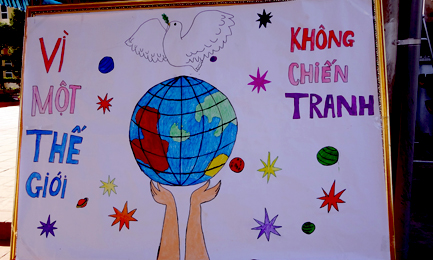 VÌ
MỘT
THẾ
GIỚI
KHÔNG
CHIẾN
TRANH